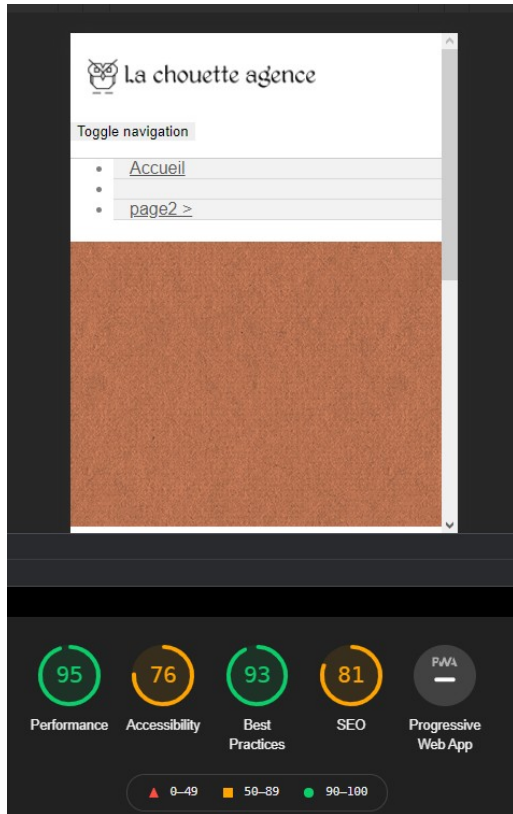 La chouette agence
Toggle navigation
Accueil
page2 >
95
76
93
81
PWA
Performance
Accessibility
Best
Practices
SEO
Progressive
Web App
0–49
50–89
90–100